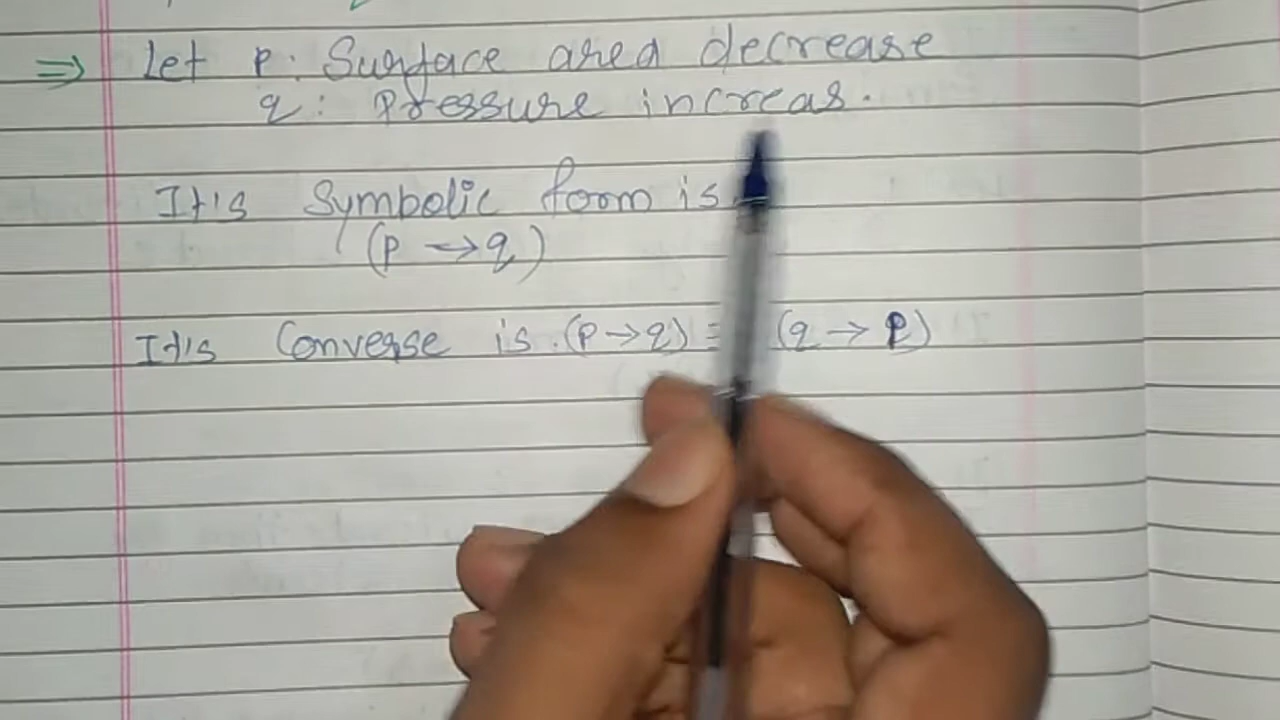 ⇒ Let p : Surface area decrease
q : Pressure increas.
It's Symbolic form is
(p → q)
It's Converse is . (p → q) = (q → p)